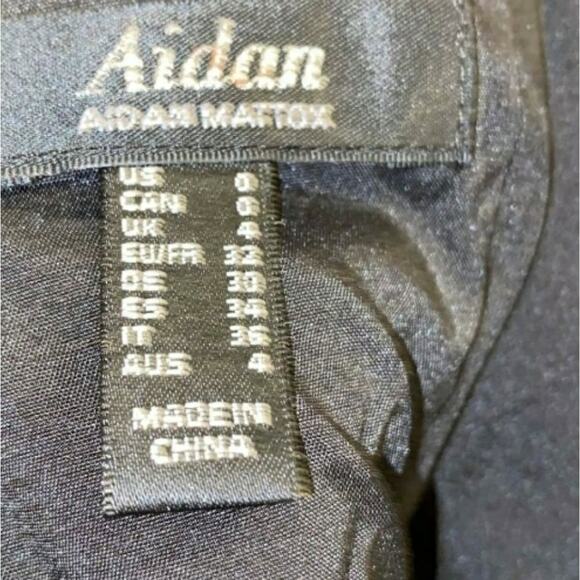 Aidan
AIDAN MATTOX
US 0
CAN 0
UK 4
EU/FR 32
DE 30
ES 34
IT 36
AUS 4
MADE IN
CHINA